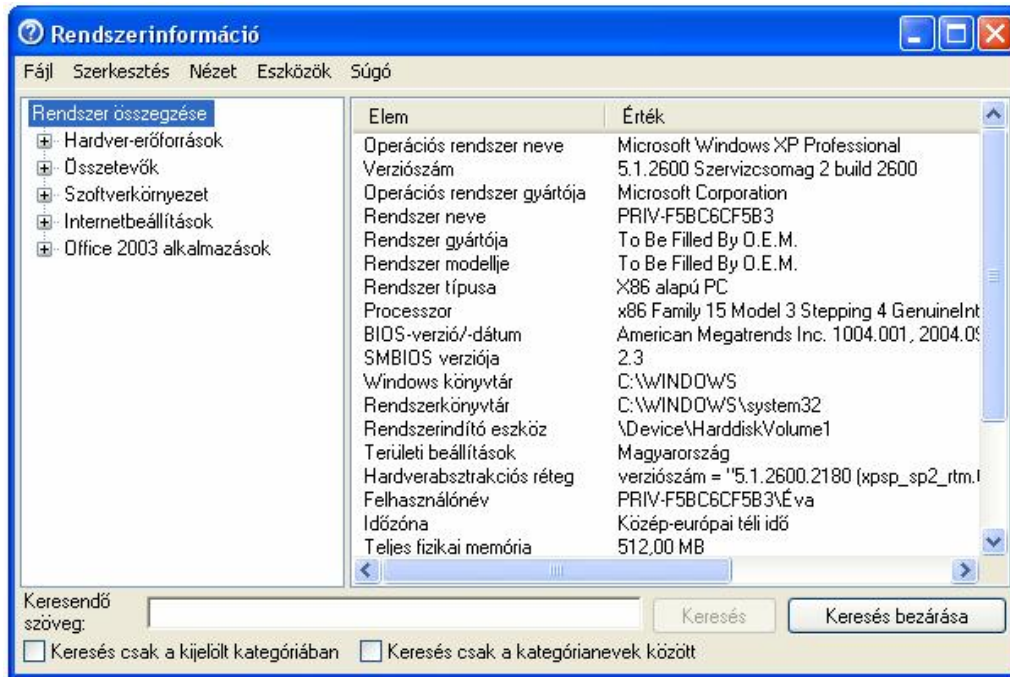 Rendszerinformáció
Fájl Szerkesztés Nézet Eszközök Súgó
Rendszer összegzése
Hardver-erőforrások
Összetevők
Szoftverkörnyezet
Internetbeállítások
Office 2003 alkalmazások
Elem Érték
Operációs rendszer neve Microsoft Windows XP Professional
Verziószám 5.1.2600 Szervizcsomag 2 build 2600
Operációs rendszer gyártója Microsoft Corporation
Rendszer neve PRIV-F5BC6CF5B3
Rendszer gyártója To Be Filled By O.E.M.
Rendszer modellje To Be Filled By O.E.M.
Rendszer típusa X86 alapú PC
Processzor x86 Family 15 Model 3 Stepping 4 GenuineInt
BIOS-verzió/-dátum American Megatrends Inc. 1004.001, 2004.09
SMBIOS verziója 2.3
Windows könyvtár C:\WINDOWS
Rendszerkönyvtár C:\WINDOWS\system32
Rendszerindító eszköz \Device\HarddiskVolume1
Területi beállítások Magyarország
Hardverabsztrakciós réteg verziószám = "5.1.2600.2180 (xpsp_sp2_rtm.
Felhasználónév PRIV-F5BC6CF5B3\Éva
Időzóna Közép-európai téli idő
Teljes fizikai memória 512,00 MB
Keresendő
szöveg:
Keresés Keresés bezárása
Keresés csak a kijelölt kategóriában Keresés csak a kategórianevek között